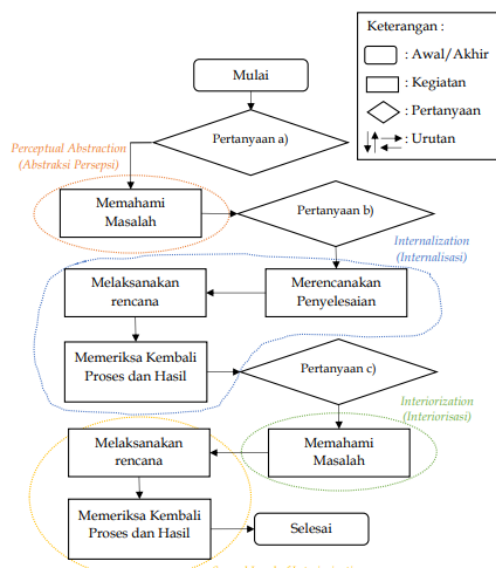 Keterangan :
: Awal/Akhir
: Kegiatan
: Pertanyaan
: Urutan
Mulai
Pertanyaan a)
Perceptual Abstraction
(Abstraksi Persepsi)
Memahami
Masalah
Pertanyaan b)
Internalization
(Internalisasi)
Melaksanakan
rencana
Merencanakan
Penyelesaian
Memeriksa Kembali
Proses dan Hasil
Pertanyaan c)
Interiorization
(Interiorisasi)
Melaksanakan
rencana
Memahami
Masalah
Memeriksa Kembali
Proses dan Hasil
Selesai